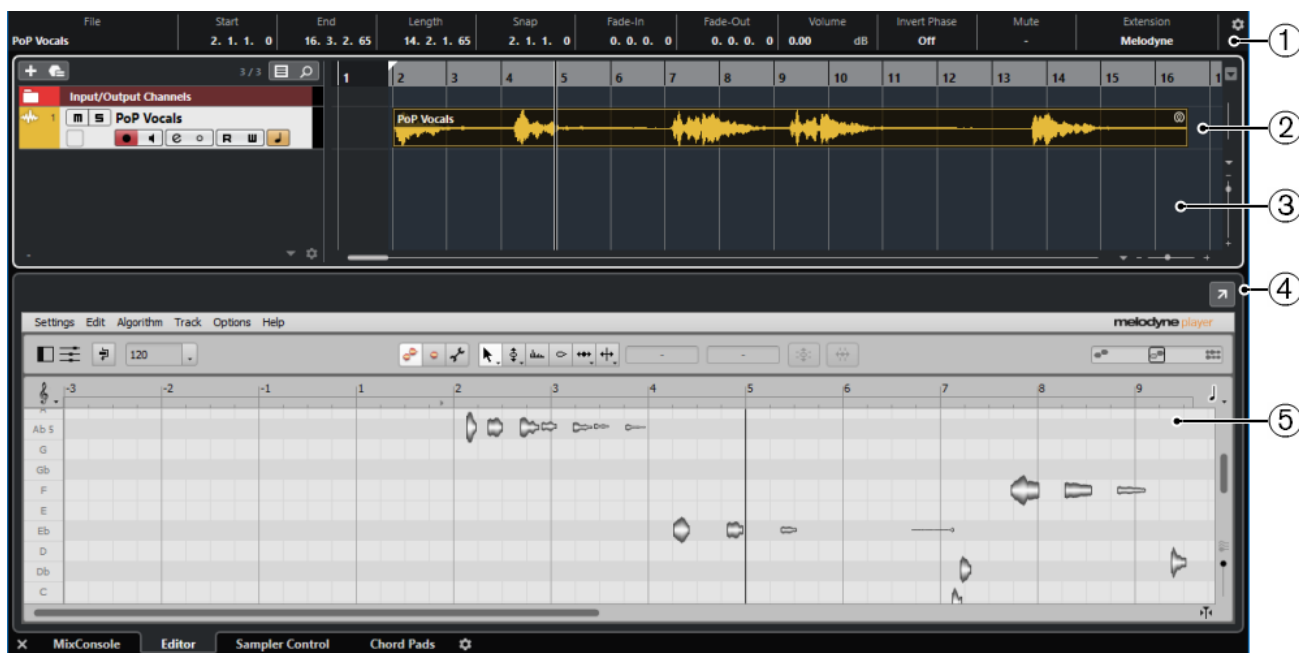 File Start End Length Snap Fade-In Fade-Out Volume Invert Phase Mute Extension
PoP Vocals 2. 1. 1. 0 16. 3. 2. 65 14. 2. 1. 65 2. 1. 1. 0 0. 0. 0. 0 0. 0. 0. 0 0.00 dB Off - Melodyne
1
3/3 1 2 3 4 5 6 7 8 9 10 11 12 13 14 15 16 1
Input/Output Channels
1 m S PoP Vocals
PoP Vocals
e R W
2
3
4
Settings Edit Algorithm Track Options Help melodyne player
120 - -
-3 -2 -1 1 2 3 4 5 6 7 8 9
A
Ab 5
5
G
Gb
F
E
Eb
D
Db
C
X MixConsole Editor Sampler Control Chord Pads